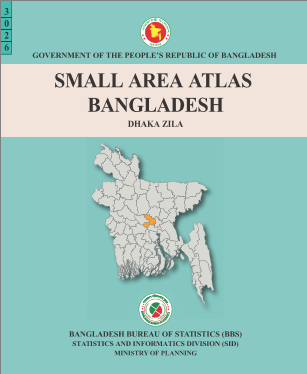 3
0
2
6
GOVERNMENT OF THE PEOPLE'S REPUBLIC OF BANGLADESH
SMALL AREA ATLAS
BANGLADESH
DHAKA ZILA
BANGLADESH BUREAU OF STATISTICS (BBS)
STATISTICS AND INFORMATICS DIVISION (SID)
MINISTRY OF PLANNING